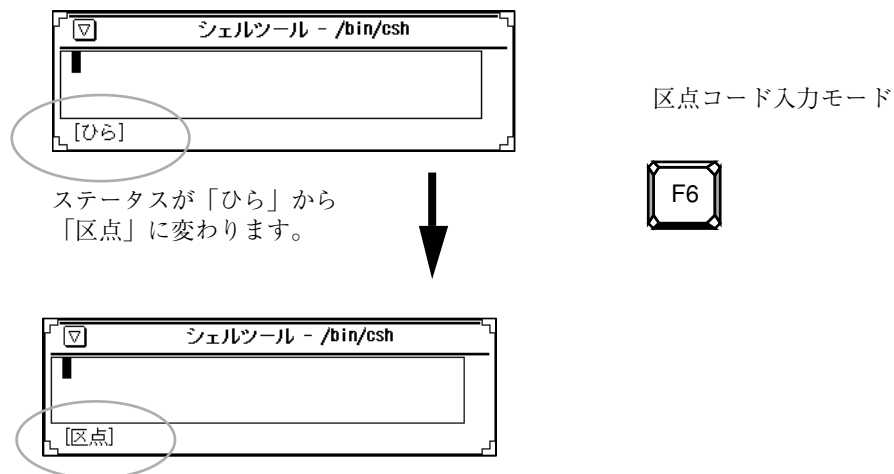 シェルツール - /bin/csh
[ひら]
区点コード入力モード
F6
ステータスが「ひら」から
「区点」に変わります。
シェルツール - /bin/csh
[区点]